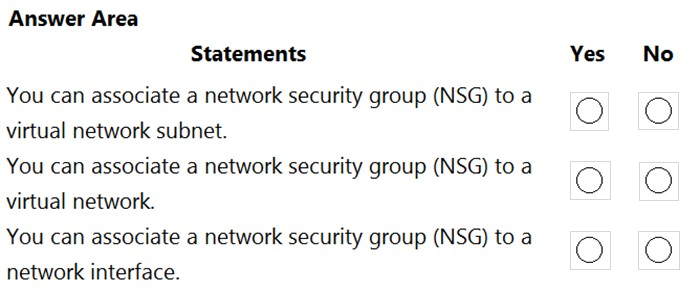 Answer Area
Statements Yes No
You can associate a network security group (NSG) to a
virtual network subnet.
You can associate a network security group (NSG) to a
virtual network.
You can associate a network security group (NSG) to a
network interface.